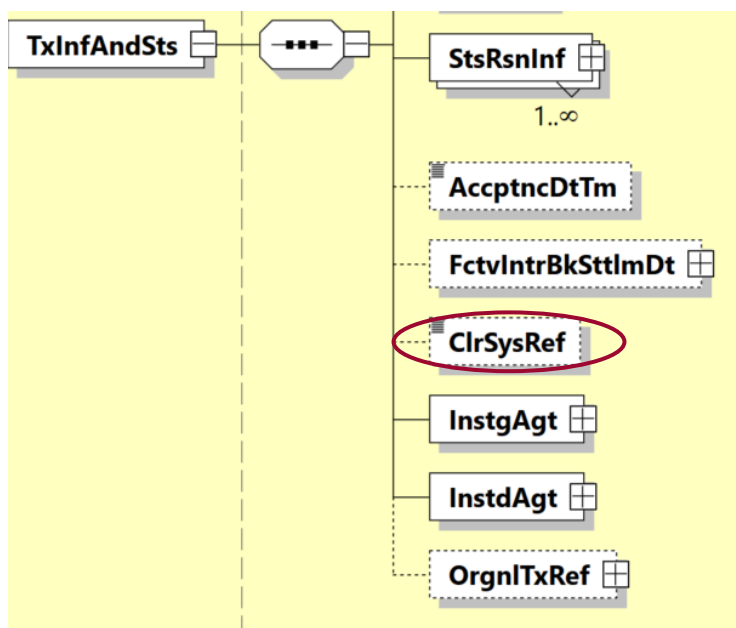 TxInfAndSts
StsRsnInf
1..∞
AccptncDtTm
FctvIntrBkSttlmDt
ClrSysRef
InstgAgt
InstdAgt
OrgnlTxRef